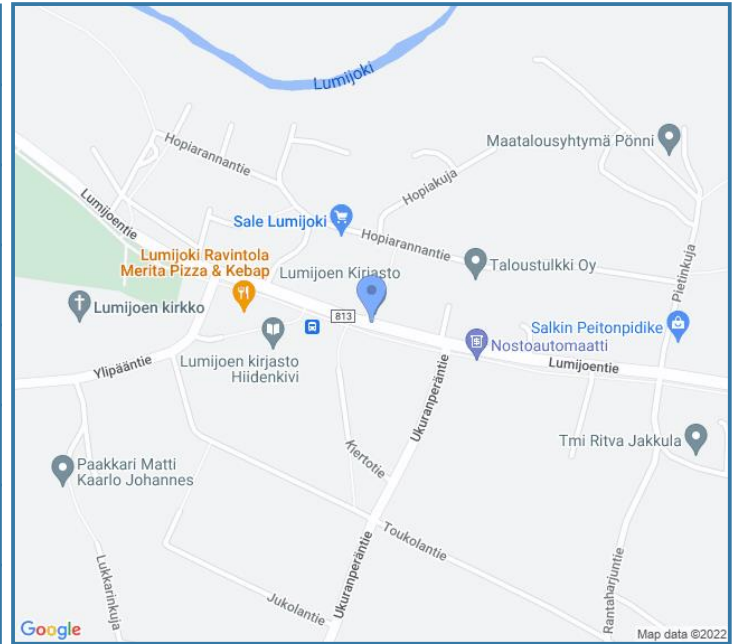 Lumijoki
Hopiarannantie
Maatalousyhtymä Pönni
Hopiakuja
Lumijoentie
Sale Lumijoki
Hopiarannantie
Pietinkuja
Lumijoki Ravintola
Merita Pizza & Kebap
Lumijoen Kirjasto
Taloustulkki Oy
Lumijoen kirkko
813
Salkin Peitonpidike
Nostoautomaatti
Lumijoen kirjasto
Hiidenkivi
Ylipääntie
Lumijoentie
Ukuranperäntie
Kiertotie
Tmi Ritva Jakkula
Paakkari Matti
Kaarlo Johannes
Toukolantie
Lukkarinkuja
Jukolantie
Ukuranperäntie
Rantaharjuntie
Google
Map data ©2022